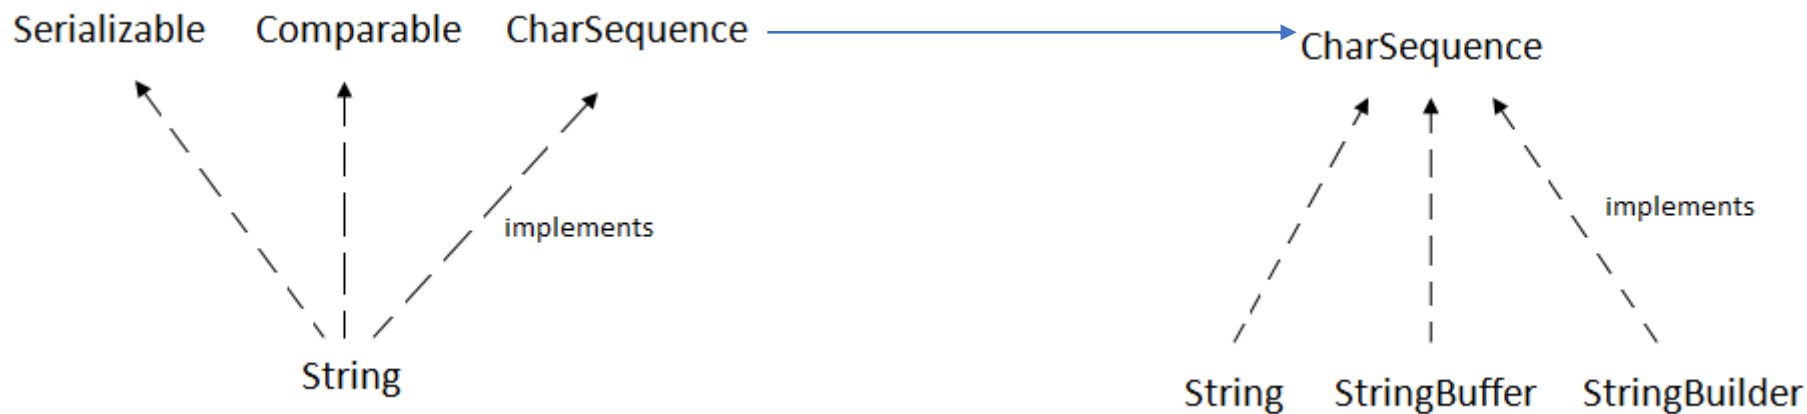 Serializable Comparable CharSequence
CharSequence
implements
implements
String
String StringBuffer StringBuilder